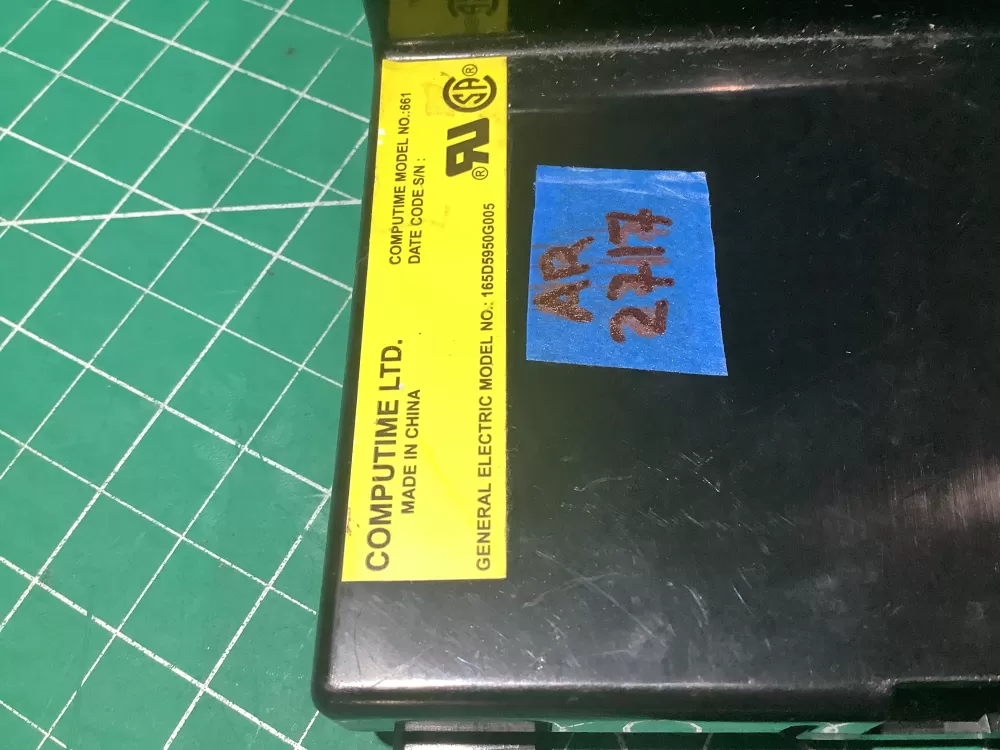 COMPUTIME LTD.
MADE IN CHINA
COMPUTIME MODEL NO.:661
DATE CODE S/N :
GENERAL ELECTRIC MODEL NO.: 165D5950G005
AR
2717